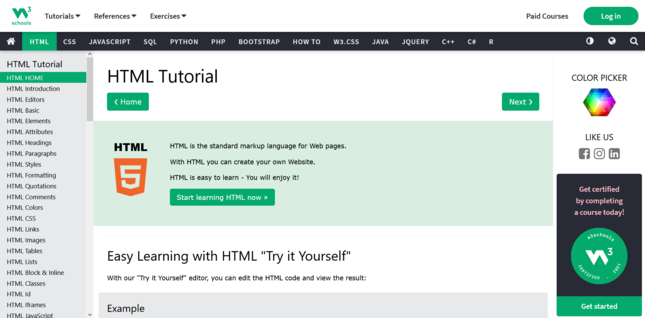 w3
schools
Tutorials
References
Exercises
Paid Courses
Log in
HTML
CSS
JAVASCRIPT
SQL
PYTHON
PHP
BOOTSTRAP
HOW TO
W3.CSS
JAVA
JQUERY
C++
C#
R
HTML Tutorial
HTML HOME
HTML Introduction
HTML Editors
HTML Basic
HTML Elements
HTML Attributes
HTML Headings
HTML Paragraphs
HTML Styles
HTML Formatting
HTML Quotations
HTML Comments
HTML Colors
HTML CSS
HTML Links
HTML Images
HTML Tables
HTML Lists
HTML Block & Inline
HTML Classes
HTML Id
HTML Iframes
HTML JavaScript
HTML Tutorial
❮ Home
Next ❯
HTML
5
HTML is the standard markup language for Web pages.
With HTML you can create your own Website.
HTML is easy to learn - You will enjoy it!
Start learning HTML now »
Easy Learning with HTML "Try it Yourself"
With our "Try it Yourself" editor, you can edit the HTML code and view the result:
Example
COLOR PICKER
LIKE US
Get certified
by completing
a course today!
w3schools
w3
CERTIFIED . 2021
Get started